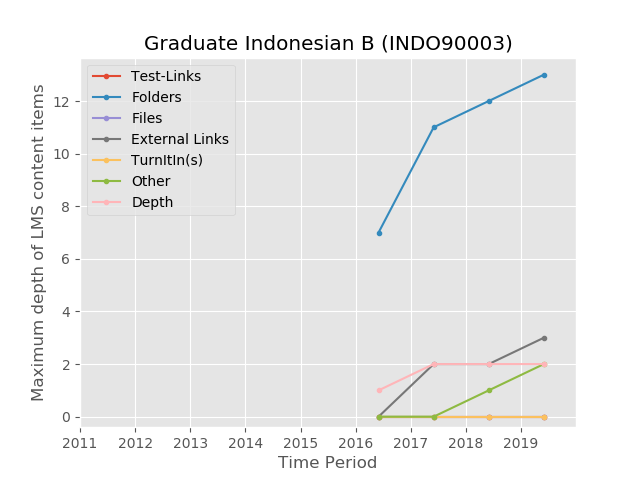 Graduate Indonesian B (INDO90003)
Test-Links
Folders
Files
External Links
TurnItIn(s)
Other
Depth
Maximum depth of LMS content items
12
10
8
6
4
2
0
2011 2012 2013 2014 2015 2016 2017 2018 2019
Time Period